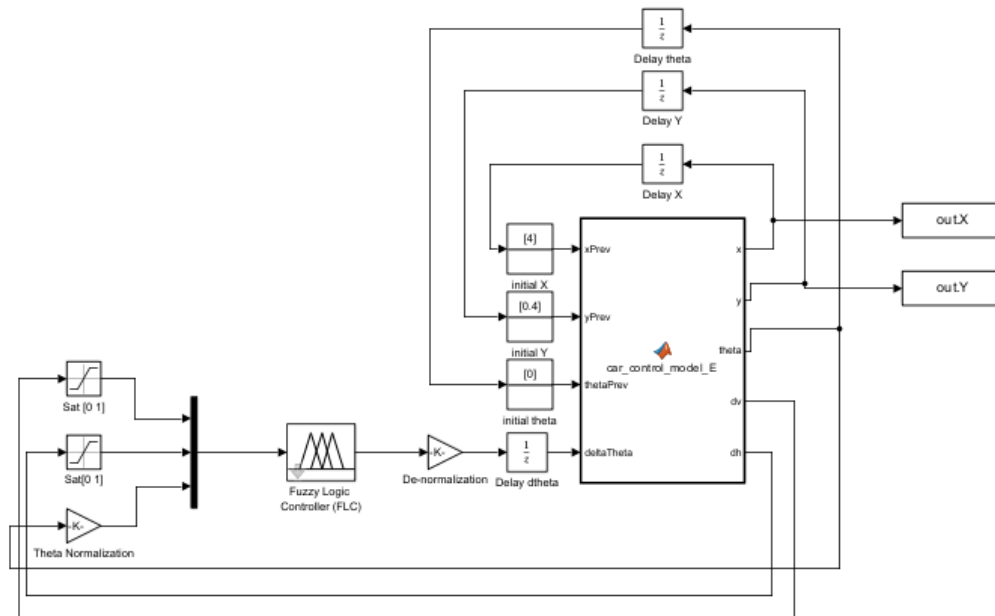 1
z
Delay theta
1
z
Delay Y
1
z
Delay X
out.X
[4]
xPrev
x
initial X
out.Y
[0.4]
yPrev
y
initial Y
theta
car_control_model_E
[0]
thetaPrev
initial theta
dv
Sat [0 1]
Sat[0 1]
Fuzzy Logic
Controller (FLC)
-K-
De-normalization
1
z
Delay dtheta
deltaTheta
dh
-K-
Theta Normalization